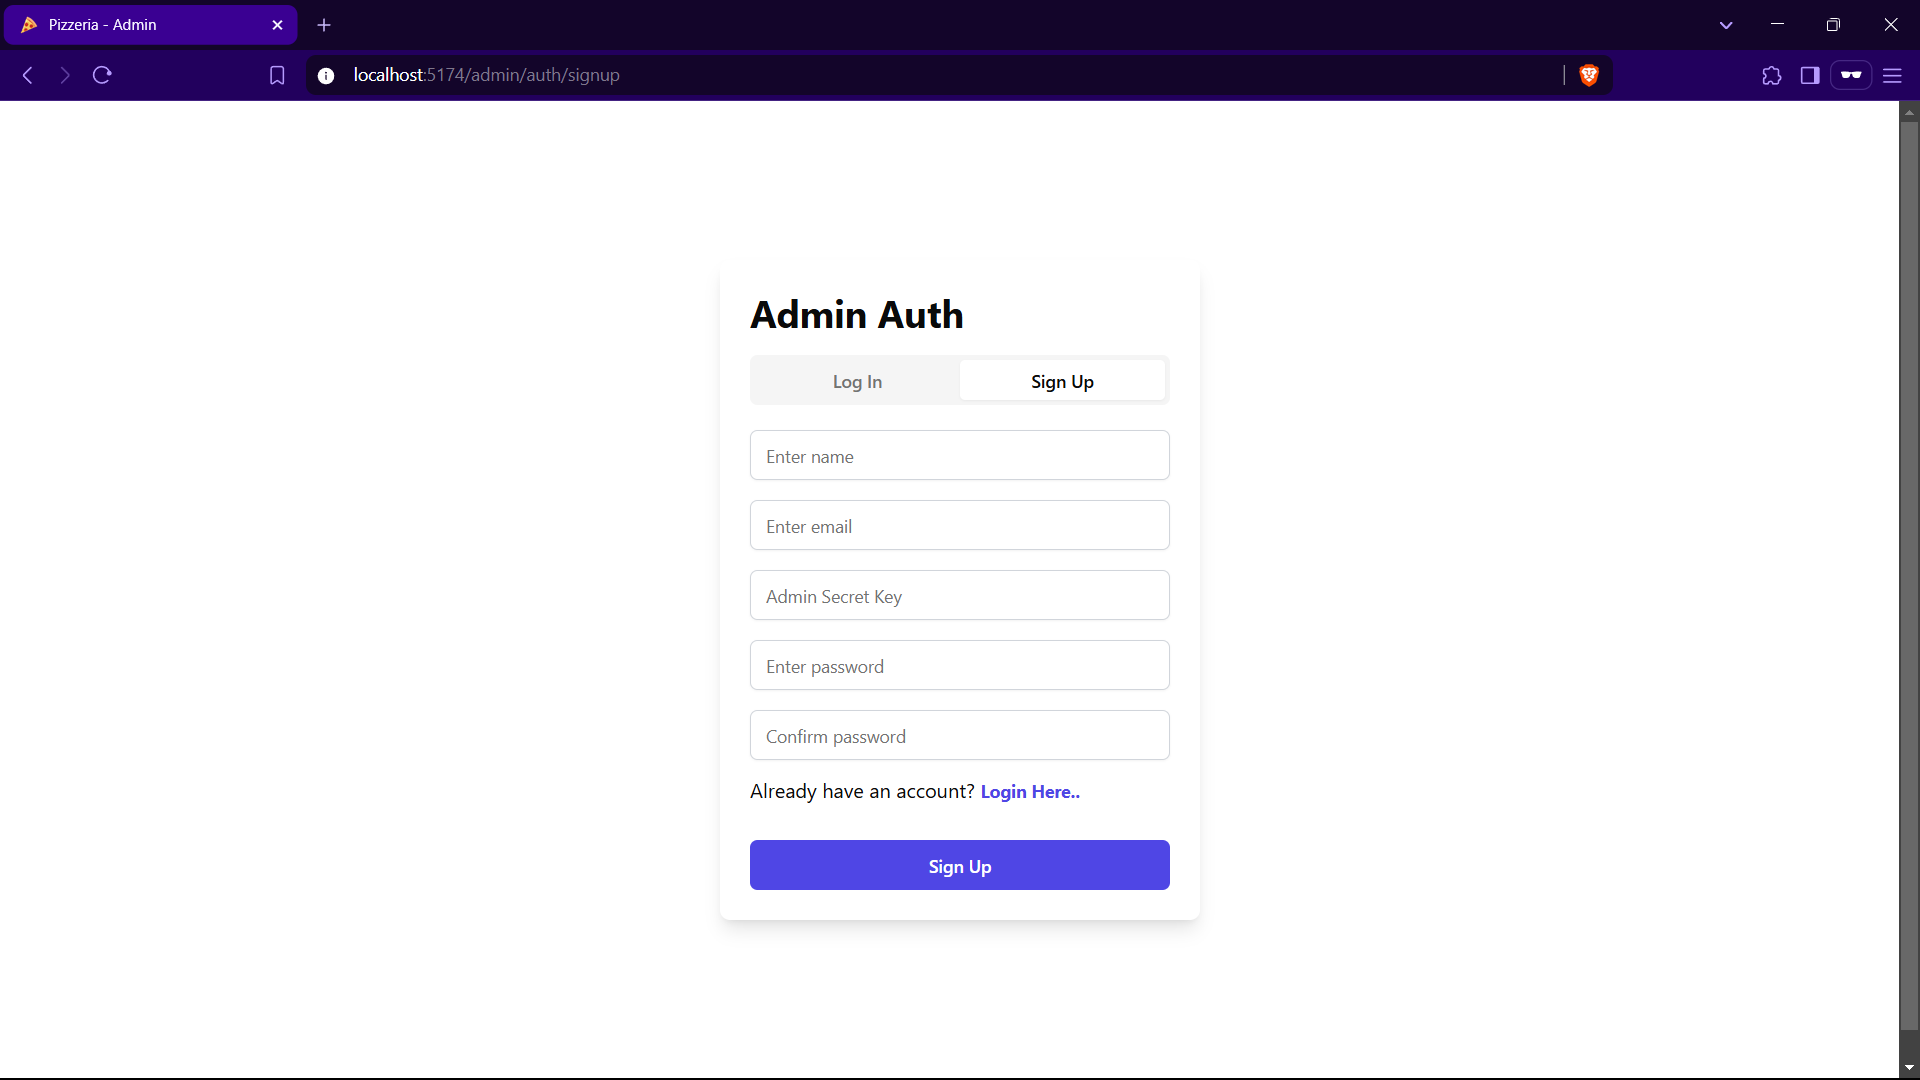 Pizzeria - Admin
localhost:5174/admin/auth/signup
Admin Auth
Log In
Sign Up
Enter name
Enter email
Admin Secret Key
Enter password
Confirm password
Already have an account? Login Here..
Sign Up